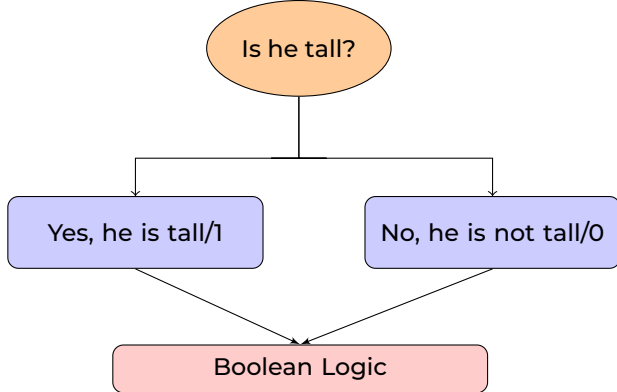 Is he tall?
Yes, he is tall/1
No, he is not tall/0
Boolean Logic